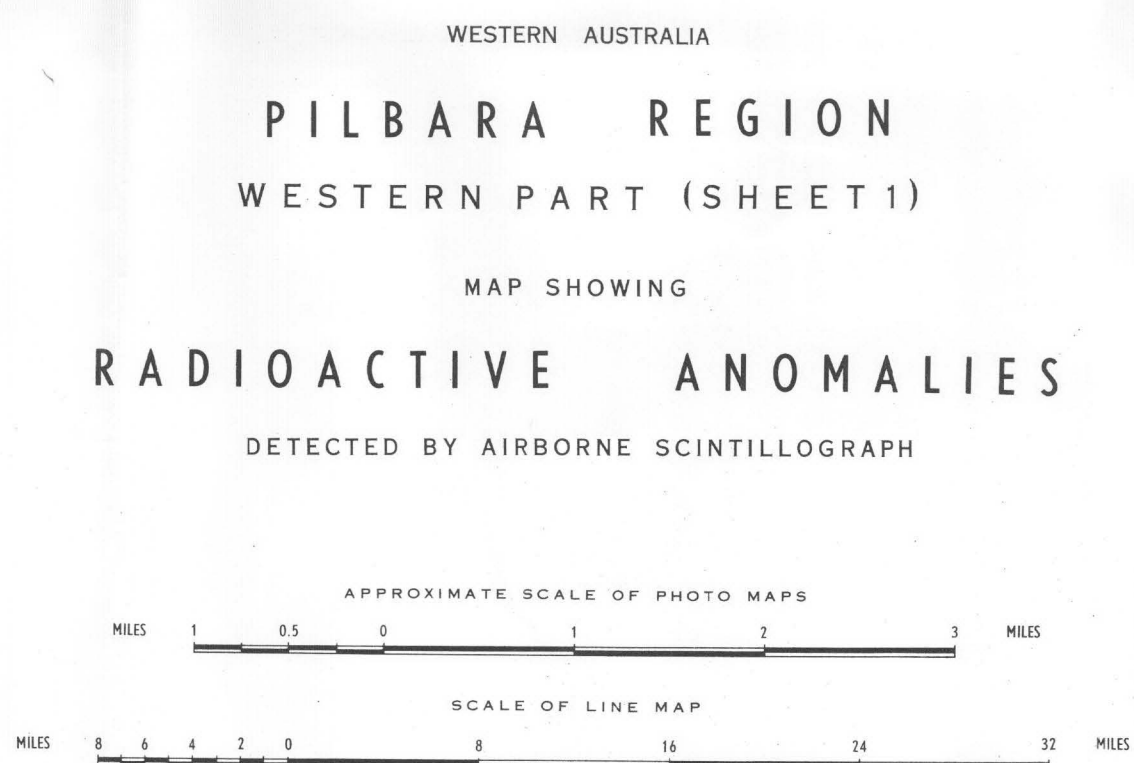 WESTERN AUSTRALIA
PILBARA REGION
WESTERN PART (SHEET 1)
MAP SHOWING
RADIOACTIVE ANOMALIES
DETECTED BY AIRBORNE SCINTILLOGRAPH
APPROXIMATE SCALE OF PHOTO MAPS
MILES 1 0.5 0 1 2 3 MILES
SCALE OF LINE MAP
MILES 8 6 4 2 0 8 16 24 32 MILES